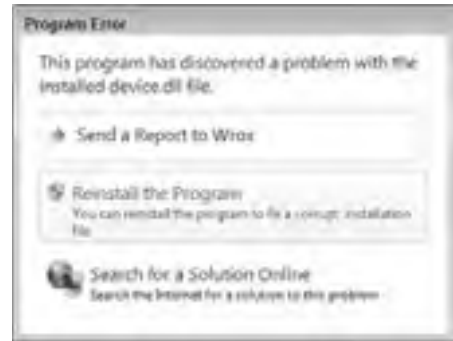 Program Error
This program has discovered a problem with the
installed device.dll file.
Send a Report to Wrox
Reinstall the Program
You can reinstall the program to fix a corrupt installation
file.
Search for a Solution Online
Search the Internet for a solution to this problem